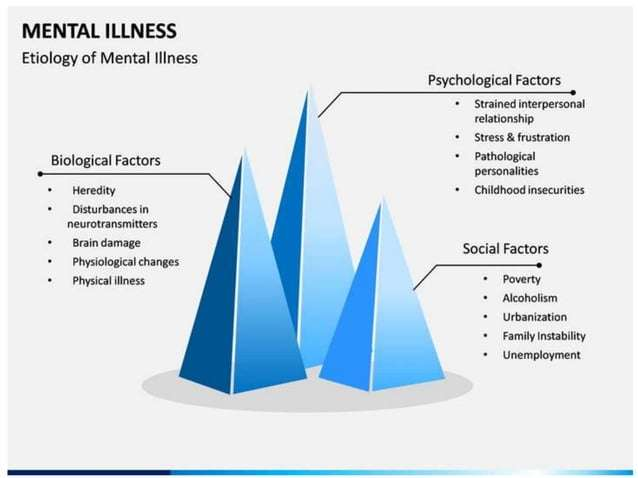 MENTAL ILLNESS
Etiology of Mental Illness
Psychological Factors
• Strained interpersonal
relationship
• Stress & frustration
• Pathological
personalities
• Childhood insecurities
Biological Factors
• Heredity
• Disturbances in
neurotransmitters
• Brain damage
• Physiological changes
• Physical illness
Social Factors
• Poverty
• Alcoholism
• Urbanization
• Family Instability
• Unemployment